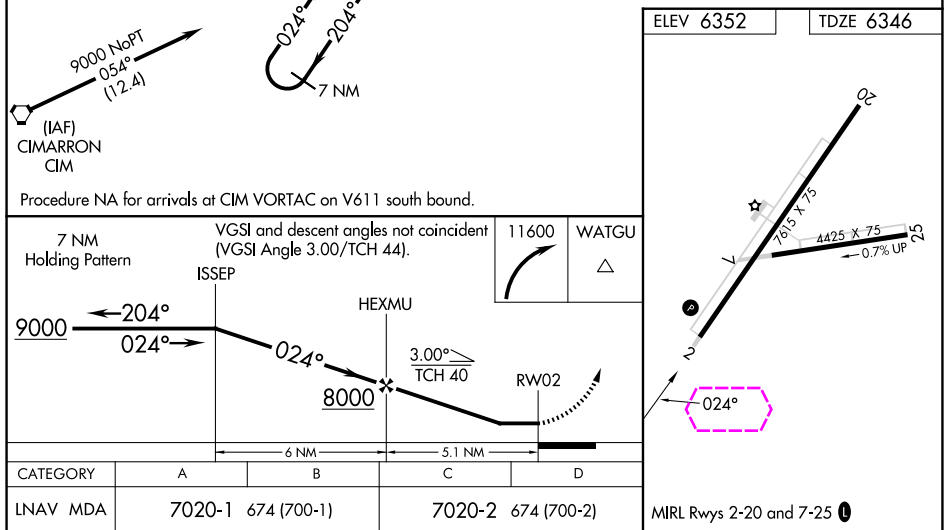 9000 NoPT
054°
(12.4)
(IAF)
CIMARRON
CIM
024°
204°
7 NM
Procedure NA for arrivals at CIM VORTAC on V611 south bound.
7 NM
Holding Pattern
VGSI and descent angles not coincident
(VGSI Angle 3.00/TCH 44).
11600
WATGU
ISSEP
HEXMU
204°
9000
024°
024°
8000
3.00°
TCH 40
RW02
6 NM
5.1 NM
CATEGORY A B C D
LNAV MDA 7020-1 674 (700-1) 7020-2 674 (700-2)
ELEV 6352
TDZE 6346
20
7615 X 75
4425 X 75
25
0.7% UP
7
P
2
024°
MIRL Rwys 2-20 and 7-25 L